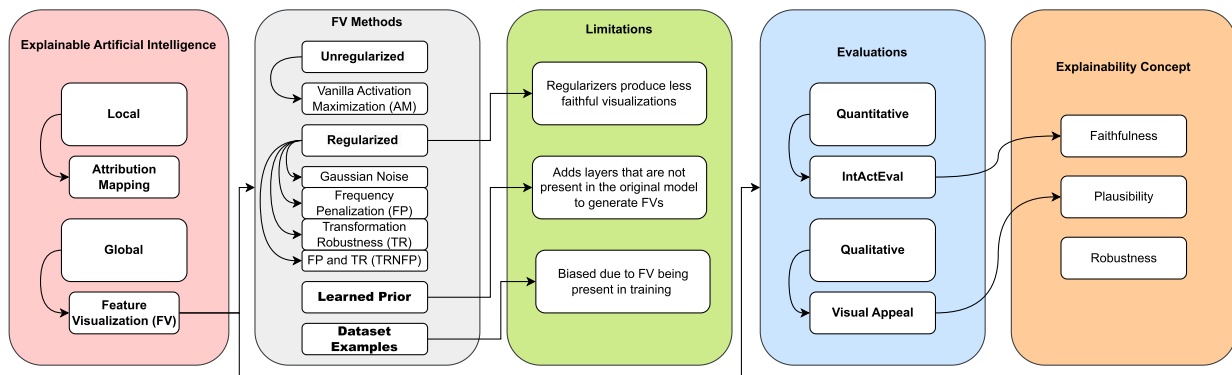 Explainable Artificial Intelligence
Local
Attribution
Mapping
Global
Feature
Visualization (FV)
FV Methods
Unregularized
Vanilla Activation
Maximization (AM)
Regularized
Gaussian Noise
Frequency
Penalization (FP)
Transformation
Robustness (TR)
FP and TR (TRNFP)
Learned Prior
Dataset
Examples
Limitations
Regularizers produce less
faithful visualizations
Adds layers that are not
present in the original model
to generate FVs
Biased due to FV being
present in training
Evaluations
Quantitative
IntActEval
Qualitative
Visual Appeal
Explainability Concept
Faithfulness
Plausibility
Robustness